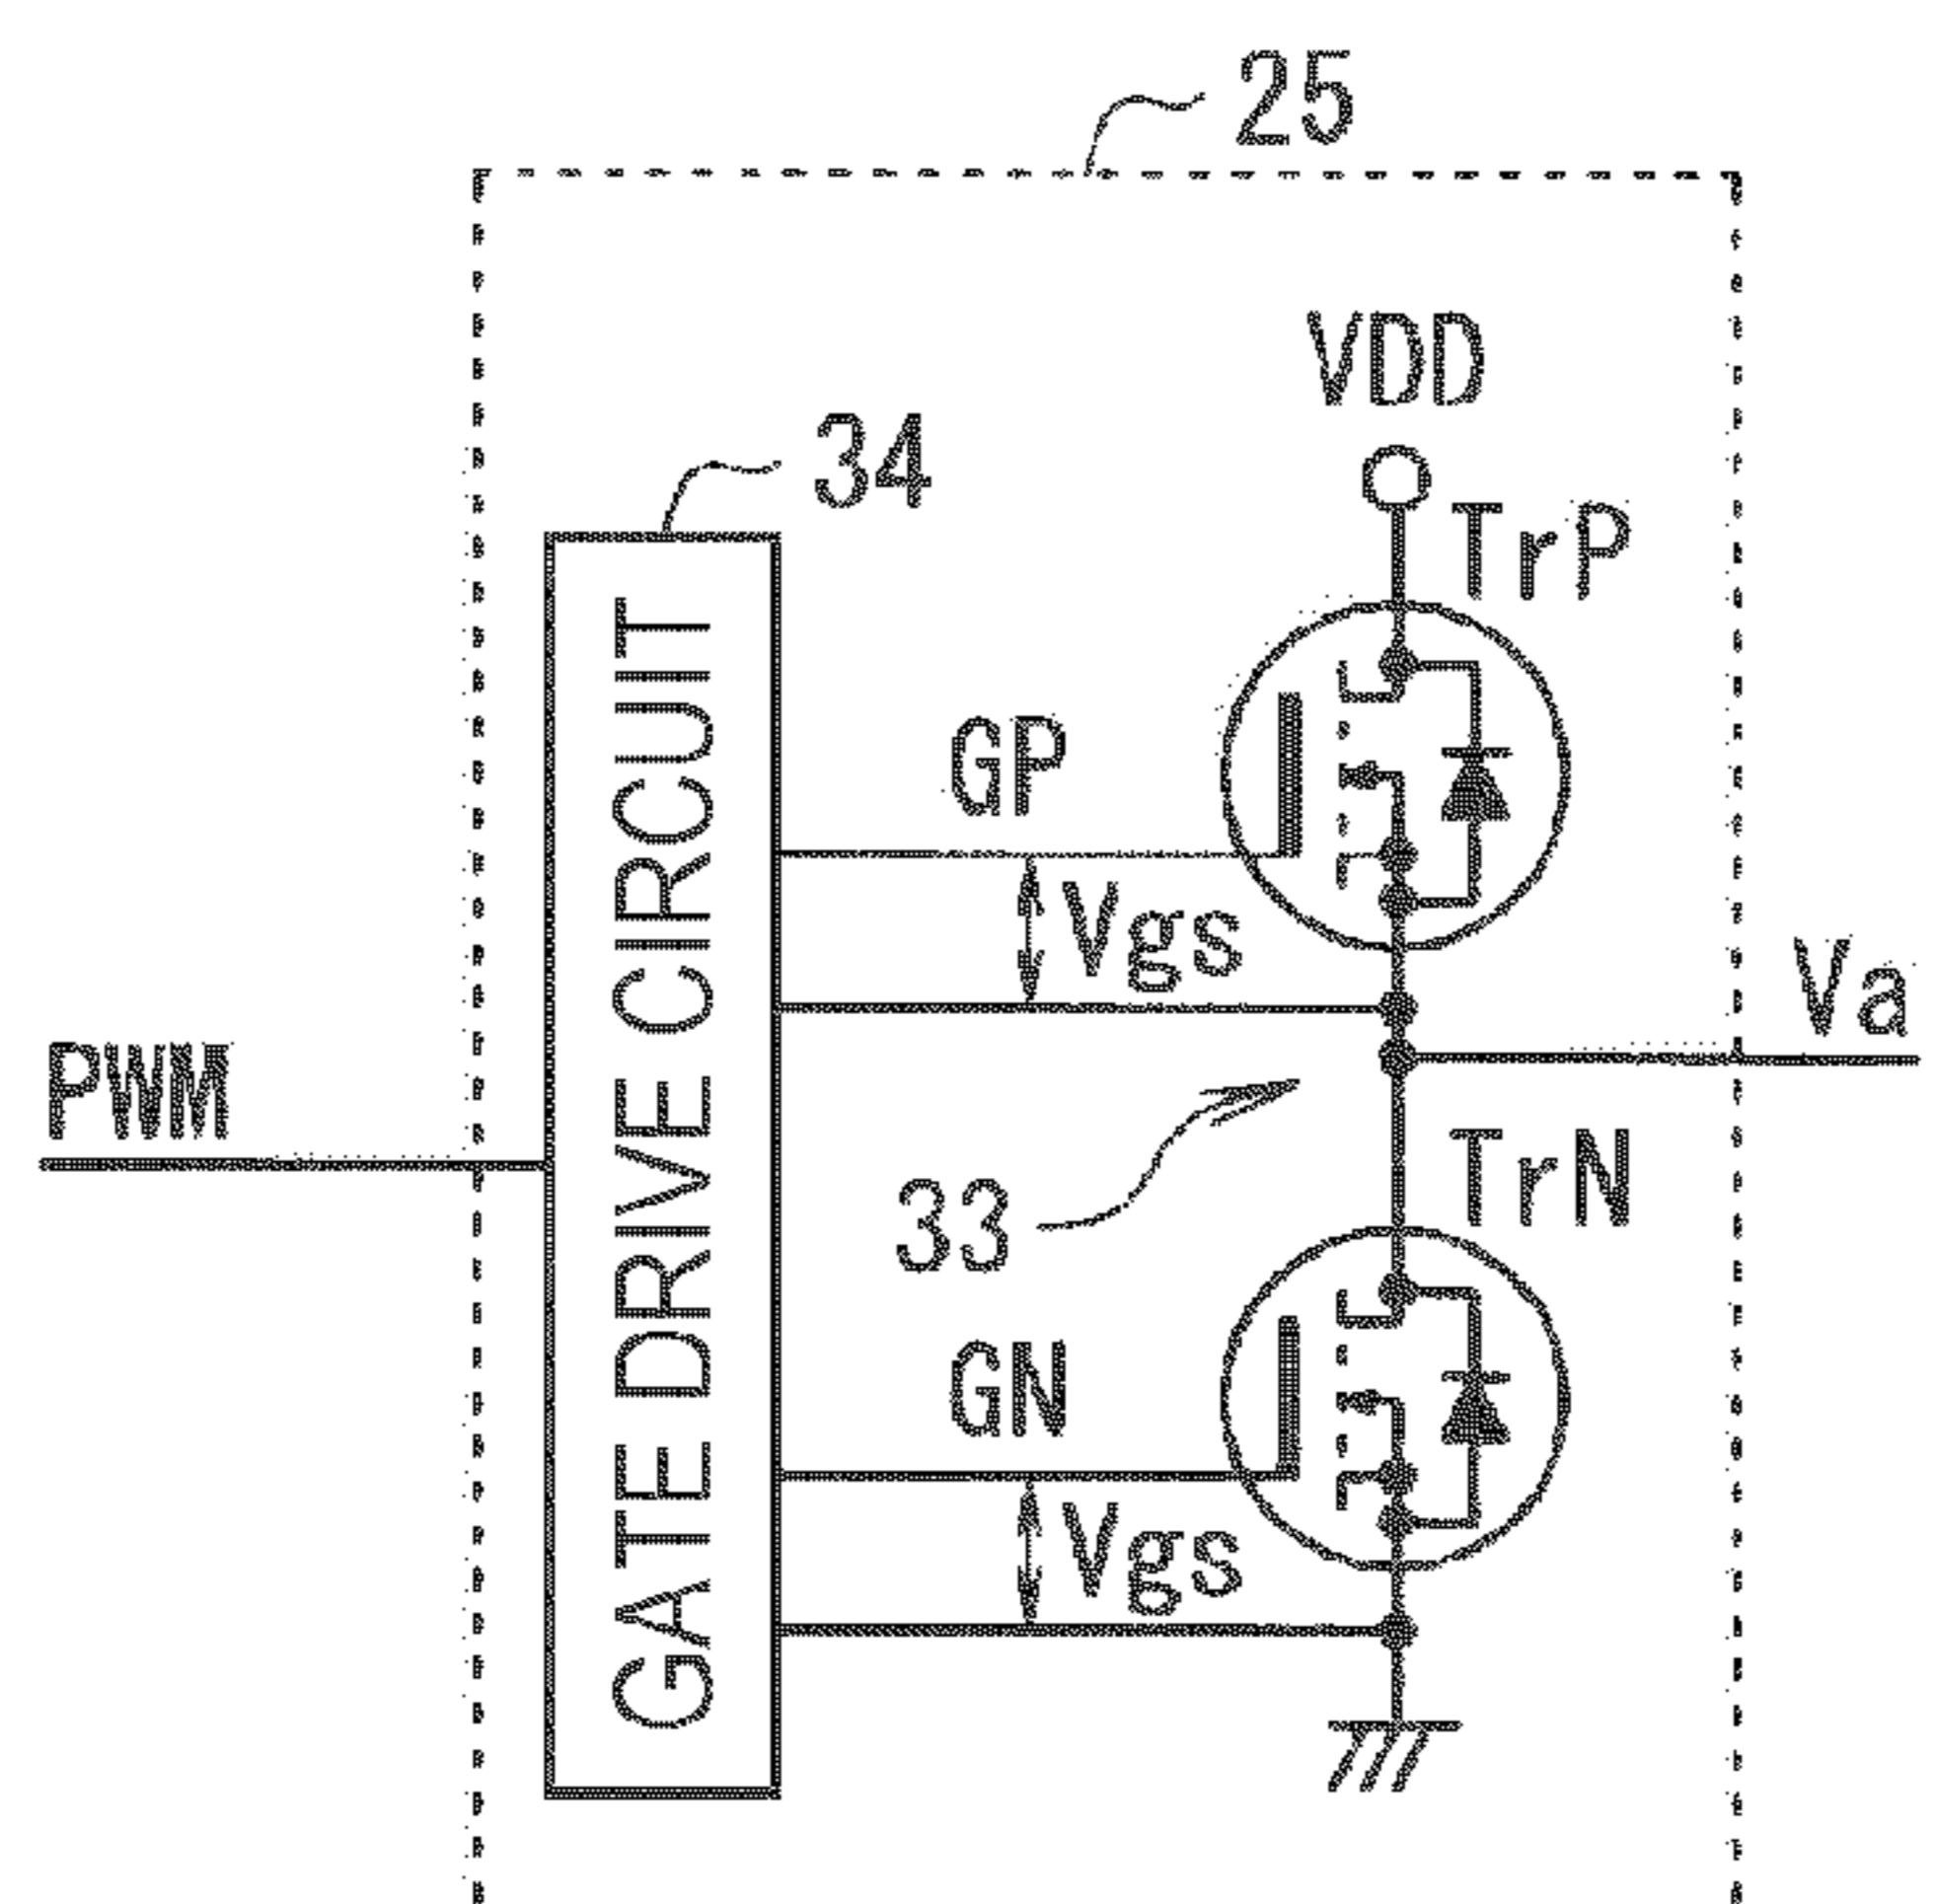 25
VDD
34
TrP
GATE DRIVE CIRCUIT
GP
Vgs
Va
PWM
TrN
33
GN
Vgs